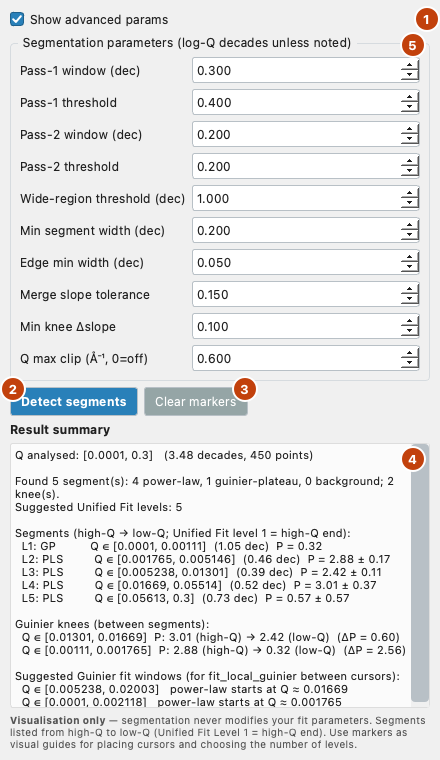 Show advanced params
1
Segmentation parameters (log-Q decades unless noted)
5
Pass-1 window (dec)
0.300
Pass-1 threshold
0.400
Pass-2 window (dec)
0.200
Pass-2 threshold
0.200
Wide-region threshold (dec)
1.000
Min segment width (dec)
0.200
Edge min width (dec)
0.050
Merge slope tolerance
0.150
Min knee Δslope
0.100
Q max clip (Å⁻¹, 0=off)
0.600
2
Detect segments
Clear markers
3
Result summary
4
Q analysed: [0.0001, 0.3]   (3.48 decades, 450 points)
Found 5 segment(s): 4 power-law, 1 guinier-plateau, 0 background; 2
knee(s).
Suggested Unified Fit levels: 5
Segments (high-Q → low-Q; Unified Fit level 1 = high-Q end):
L1: GP   Q ∈ [0.0001, 0.00111]  (1.05 dec)  P = 0.32
L2: PLS   Q ∈ [0.001765, 0.005146]  (0.46 dec)  P = 2.88 ± 0.17
L3: PLS   Q ∈ [0.005238, 0.01301]  (0.39 dec)  P = 2.42 ± 0.11
L4: PLS   Q ∈ [0.01669, 0.05514]  (0.52 dec)  P = 3.01 ± 0.37
L5: PLS   Q ∈ [0.05613, 0.3]  (0.73 dec)  P = 0.57 ± 0.57
Guinier knees (between segments):
Q ∈ [0.01301, 0.01669]  P: 3.01 (high-Q) → 2.42 (low-Q)  (ΔP = 0.60)
Q ∈ [0.00111, 0.001765]  P: 2.88 (high-Q) → 0.32 (low-Q)  (ΔP = 2.56)
Suggested Guinier fit windows (for fit_local_guinier between cursors):
Q ∈ [0.005238, 0.02003]   power-law starts at Q ≈ 0.01669
Q ∈ [0.0001, 0.002118]   power-law starts at Q ≈ 0.001765
Visualisation only — segmentation never modifies your fit parameters. Segments
listed from high-Q to low-Q (Unified Fit Level 1 = high-Q end). Use markers as
visual guides for placing cursors and choosing the number of levels.